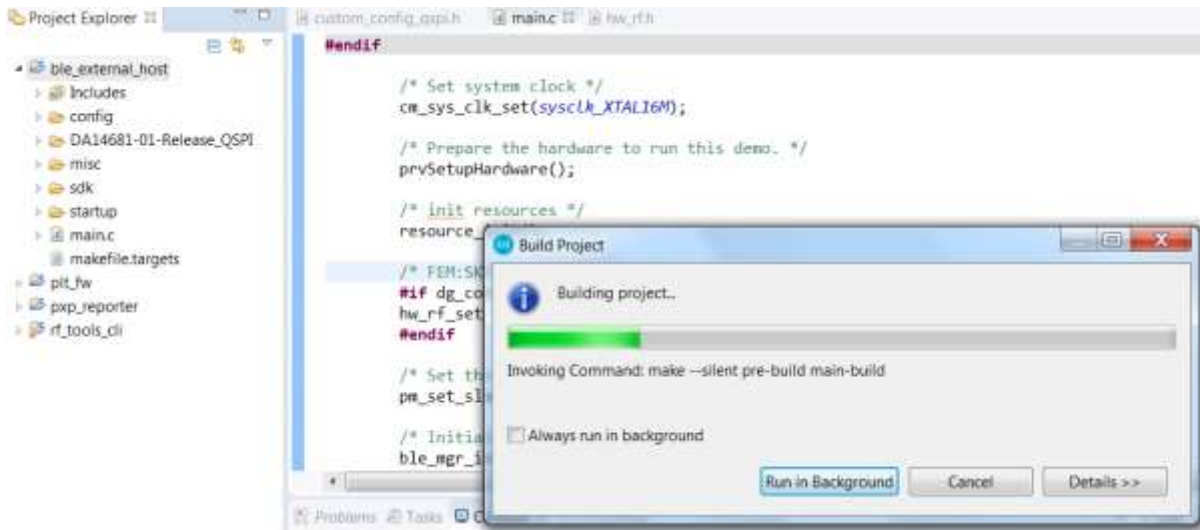 Project Explorer
custom_config_qspi.h main.c hw_rf.h
ble_external_host
Includes
config
DA14681-01-Release_QSPI
misc
sdk
startup
main.c
makefile.targets
plt_fw
pxp_reporter
rf_tools_cli
#endif
/* Set system clock */
cm_sys_clk_set(sysclk_XTAL16M);
/* Prepare the hardware to run this demo. */
prvSetupHardware();
/* init resources */
resource_
/* FEM:SK
#if dg_co
hw_rf_set
#endif
/* Set th
pm_set_sl
/* Initia
ble_mgr_i
Problems Tasks C
Build Project
Building project...
Invoking Command: make --silent pre-build main-build
Always run in background
Run in Background Cancel Details >>